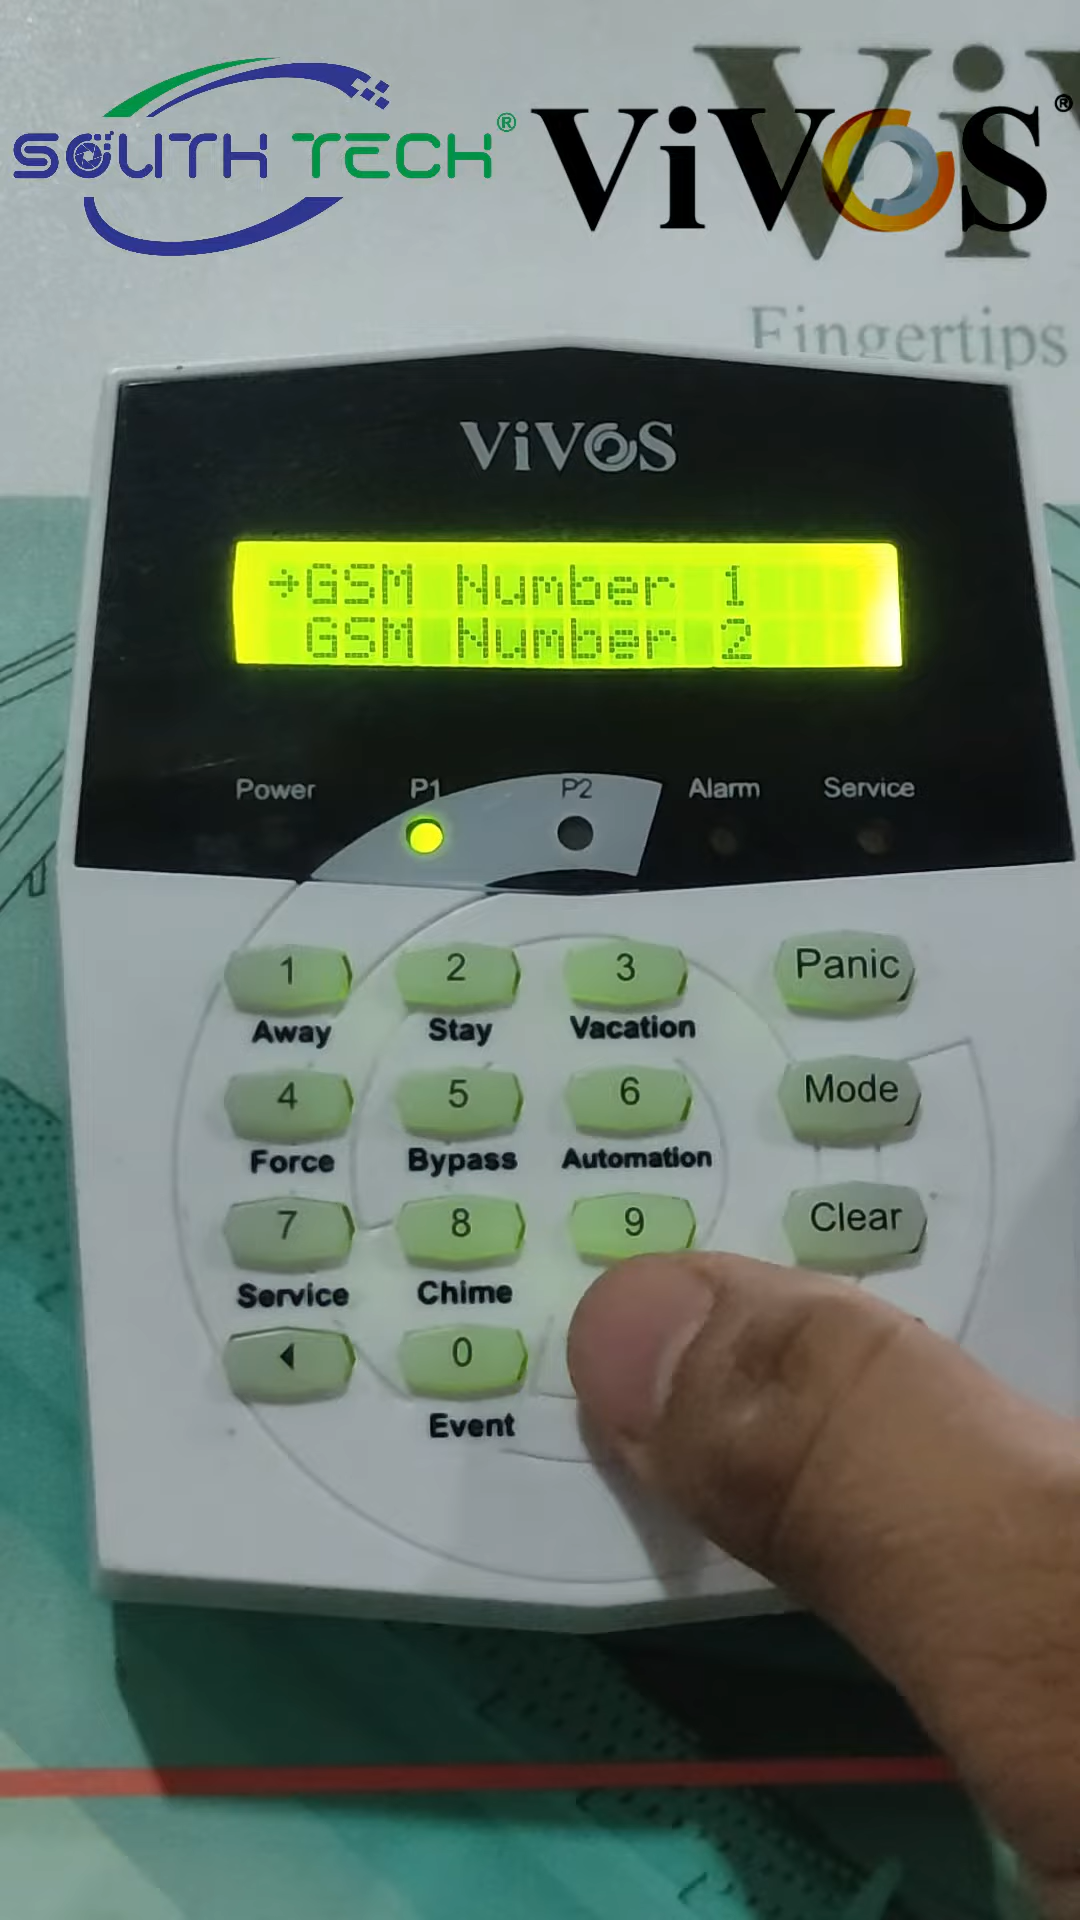 SOUTH TECH®
ViVOS®
Vi
Fingertips
ViVOS
→GSM Number 1
GSM Number 2
Power P1 P2 Alarm Service
1 2 3 Panic
Away Stay Vacation
4 5 6 Mode
Force Bypass Automation
7 8 9 Clear
Service Chime
0
Event